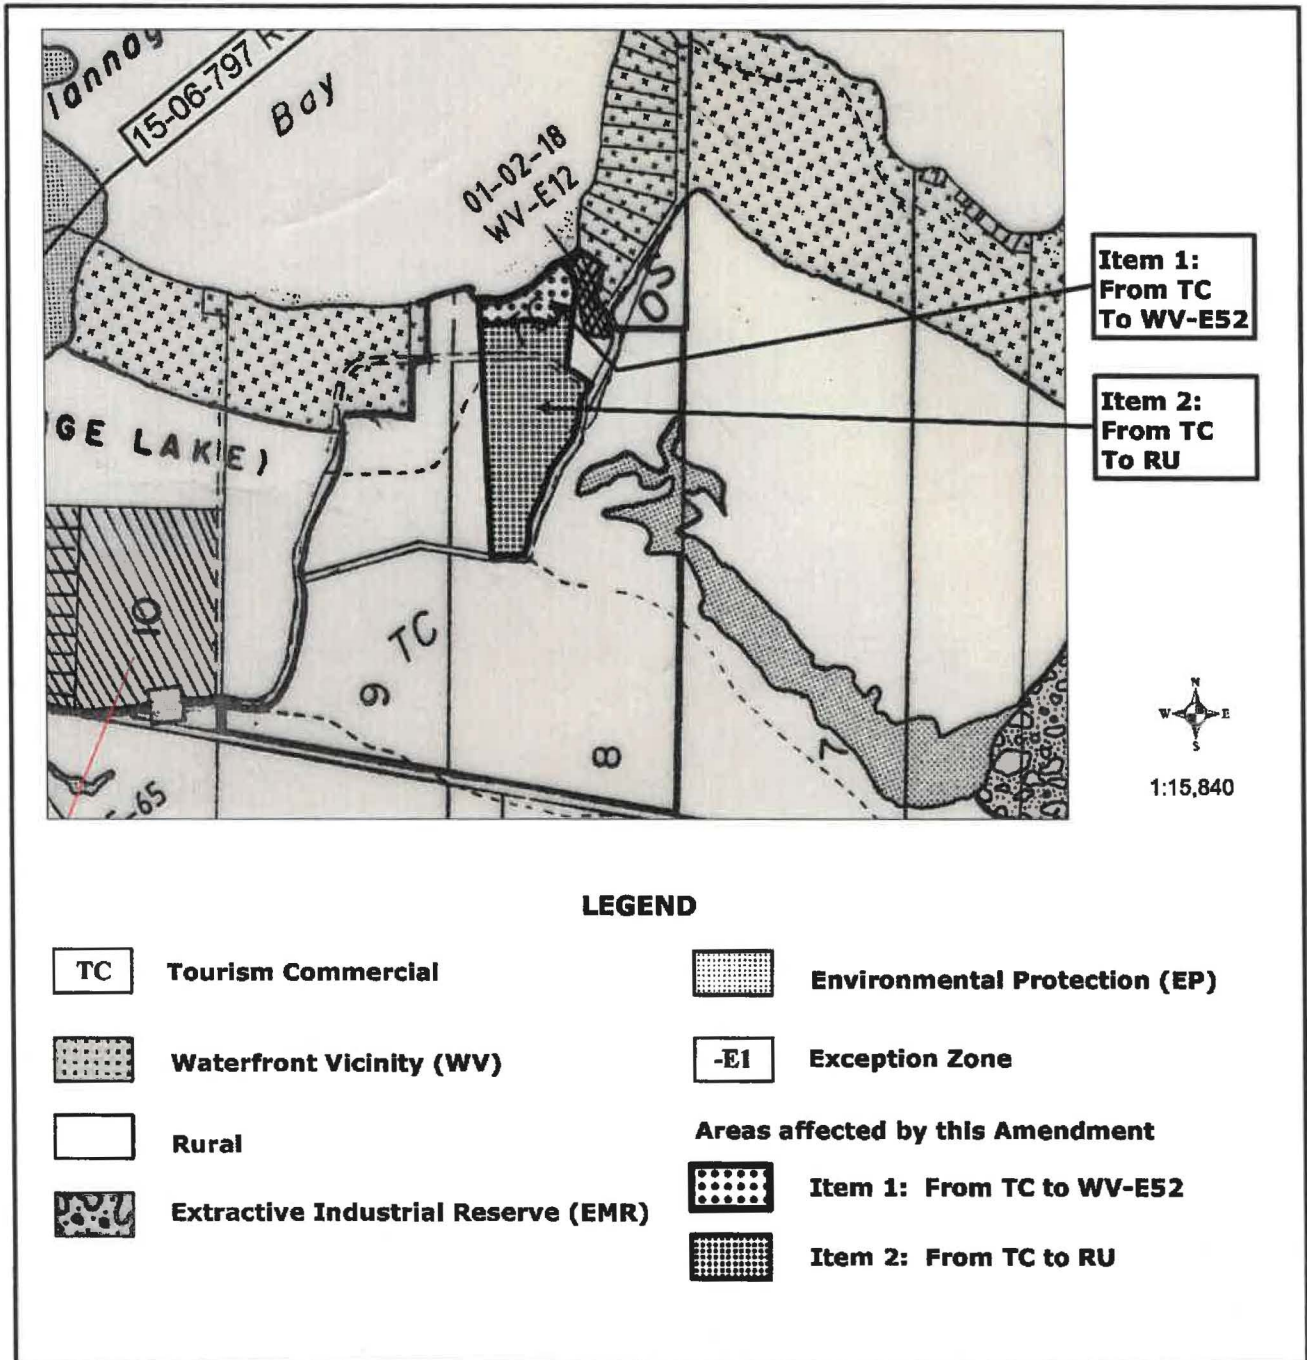 15-06-797
Bay
01-02-18
WV-E12
Item 1:
From TC
To WV-E52
Item 2:
From TC
To RU
GE LAKE)
10
TC
9
8
7
-65
N
W E
S
1:15,840
LEGEND
TC Tourism Commercial
Waterfront Vicinity (WV)
Rural
Extractive Industrial Reserve (EMR)
Environmental Protection (EP)
-E1 Exception Zone
Areas affected by this Amendment
Item 1: From TC to WV-E52
Item 2: From TC to RU